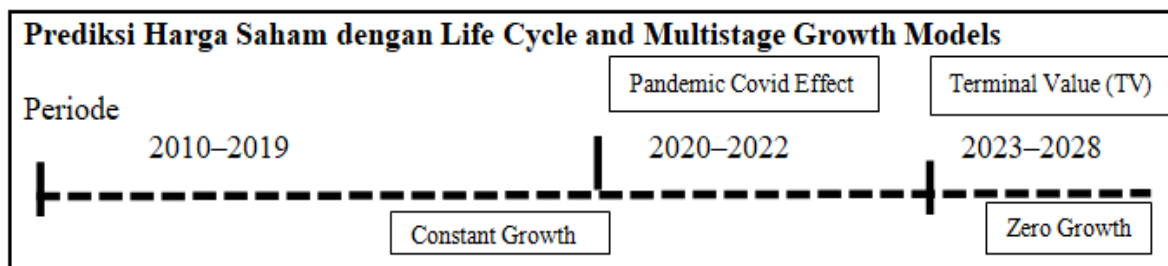 Prediksi Harga Saham dengan Life Cycle and Multistage Growth Models
Pandemic Covid Effect
Terminal Value (TV)
Periode
2010–2019
2020–2022
2023–2028
Constant Growth
Zero Growth